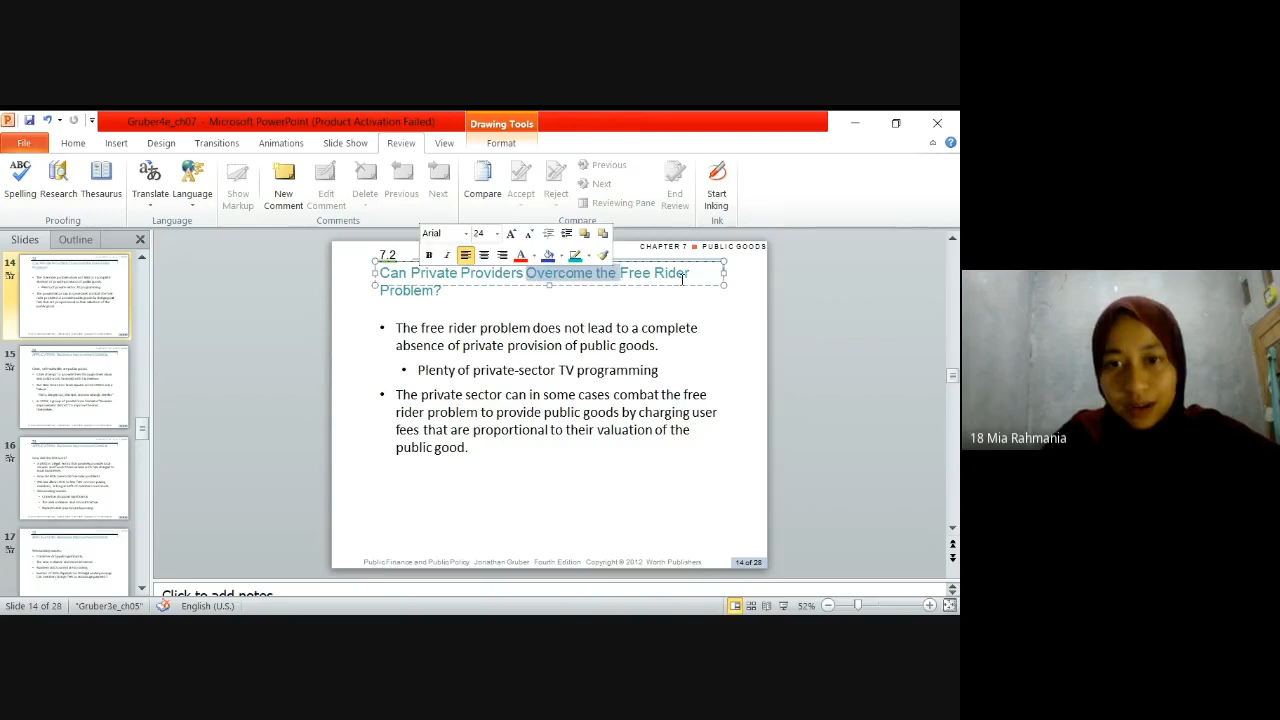 Gruber4e_ch07 - Microsoft PowerPoint (Product Activation Failed)
Drawing Tools
File Home Insert Design Transitions Animations Slide Show Review View Format
ABC
Spelling Research Thesaurus Translate Language Show Markup New Comment Edit Comment Delete Previous Next Compare Accept Reject Previous Next Reviewing Pane End Review Start Inking
Proofing Language Comments Compare Ink
Slides Outline
Arial 24
B I A
14
15
16
17
CHAPTER 7 ■ PUBLIC GOODS
7.2
Can Private Providers Overcome the Free Rider
Problem?
• The free rider problem does not lead to a complete
absence of private provision of public goods.
• Plenty of private-sector TV programming
• The private sector can in some cases combat the free
rider problem to provide public goods by charging user
fees that are proportional to their valuation of the
public good.
Public Finance and Public Policy Jonathan Gruber Fourth Edition Copyright © 2012 Worth Publishers
14 of 28
Click to add notes
Slide 14 of 28 "Gruber3e_ch05" English (U.S.) 52%
18 Mia Rahmania